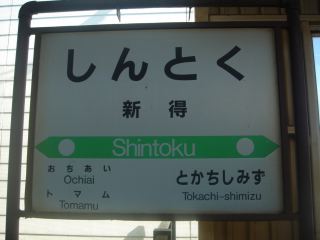 しんとく
新得
Shintoku
おちあい
Ochiai
トマム
Tomamu
とかちしみず
Tokachi-shimizu